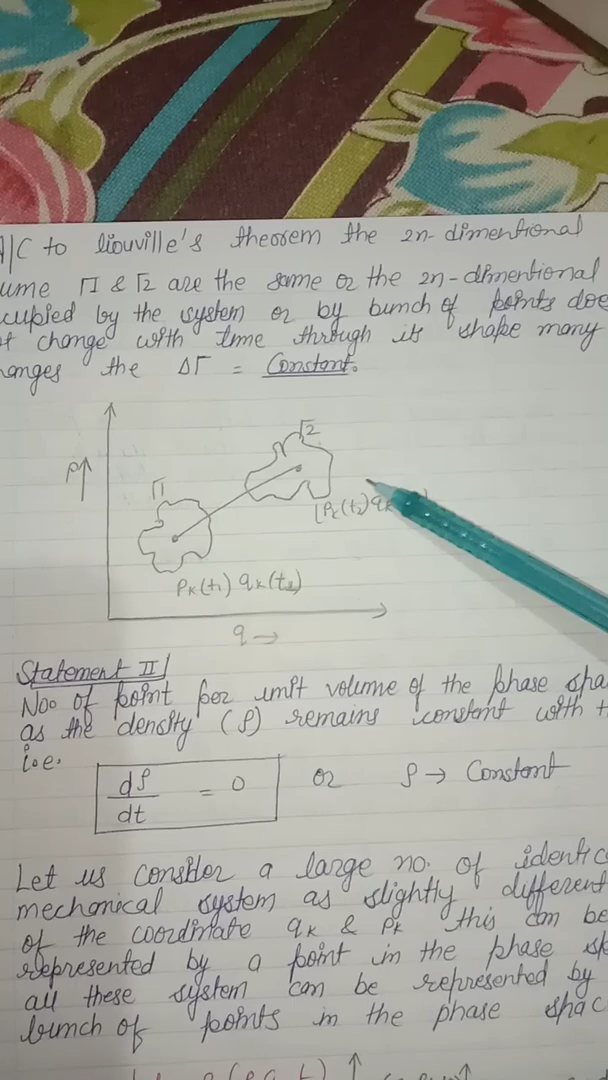 A/C to liouville's theorem the 2n-dimentional
ume Γ1 & Γ2 are the same or the 2n-dimentional
cupied by the system or by bunch of points doe
t change with time through its shape many
anges the ΔΓ = Constant.
Γ2
P↑
Γ1
[Pk(t2) qk
Pk(t1) qk(t1)
q →
Statement II
Noo of point per unit volume of the phase spa
as the density (ρ) remains constant with t
i.e.
dρ/dt = 0 or ρ → Constant
Let us consider a large no. of identic
mechanical system as slightly different
of the coordinate qk & Pk this can be
represented by a point in the phase sp
all these system can be represented by
bunch of points in the phase spac